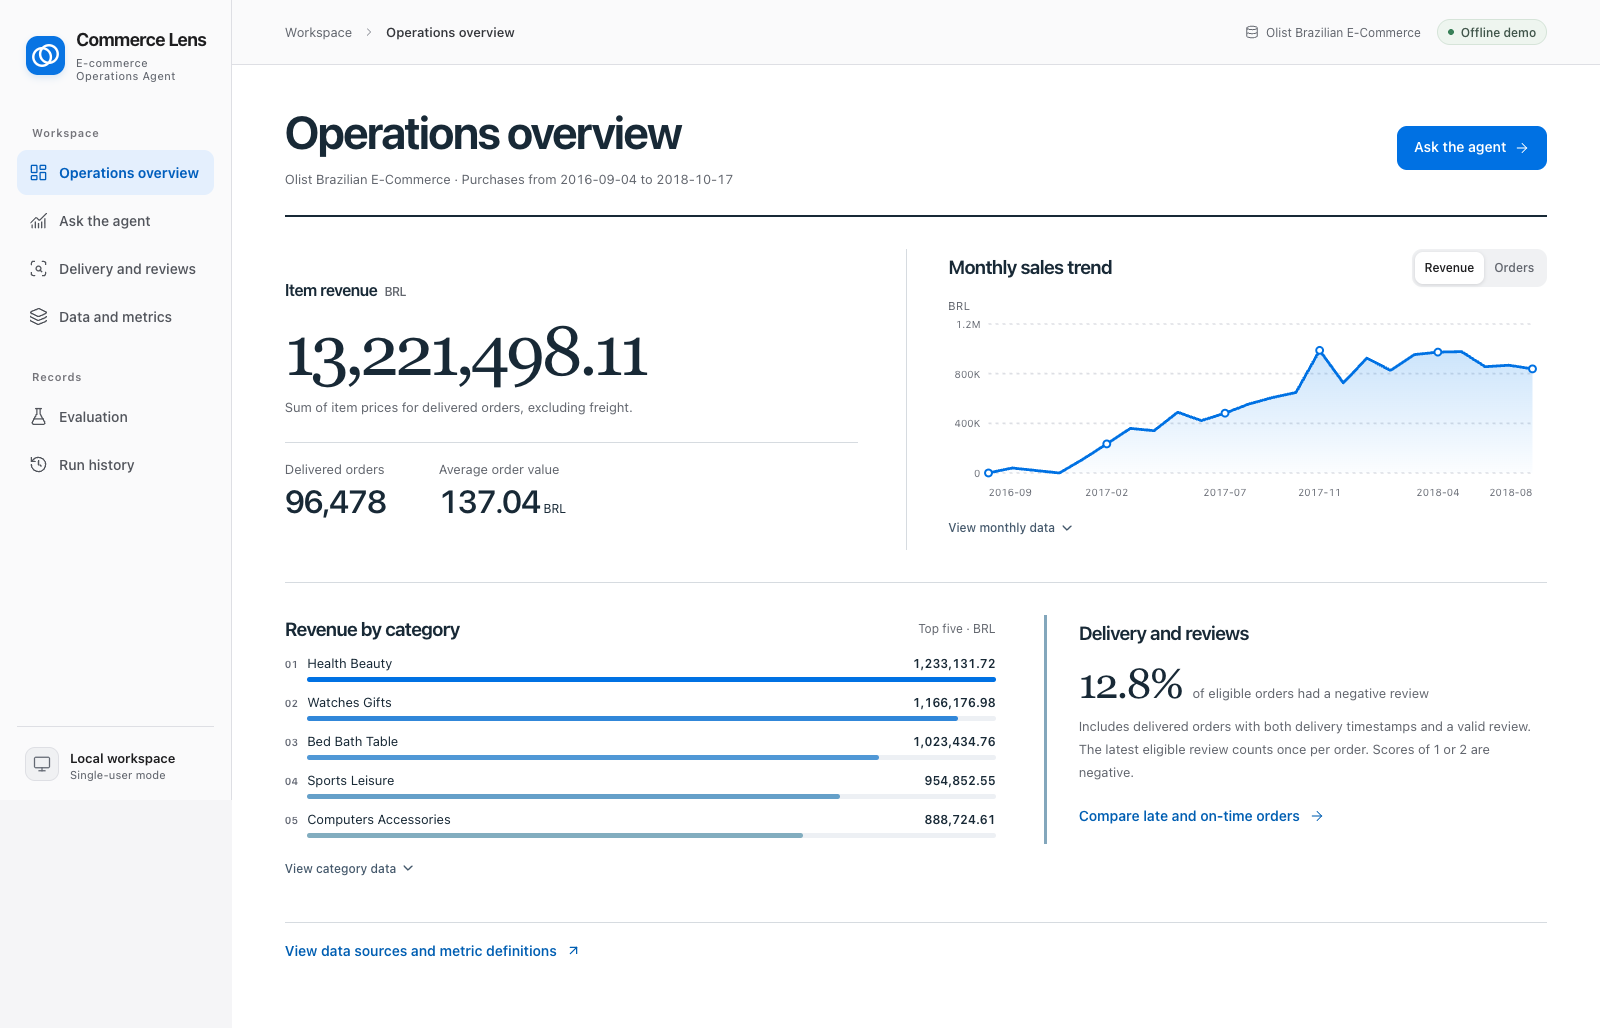 Commerce Lens
E-commerce
Operations Agent
Workspace
Operations overview
Ask the agent
Delivery and reviews
Data and metrics
Records
Evaluation
Run history
Local workspace
Single-user mode
Workspace
Operations overview
Olist Brazilian E-Commerce
Offline demo
Operations overview
Olist Brazilian E-Commerce · Purchases from 2016-09-04 to 2018-10-17
Ask the agent
Item revenue BRL
13,221,498.11
Sum of item prices for delivered orders, excluding freight.
Delivered orders
96,478
Average order value
137.04 BRL
Monthly sales trend
Revenue
Orders
BRL
1.2M
800K
400K
0
2016-09
2017-02
2017-07
2017-11
2018-04
2018-08
View monthly data
Revenue by category
Top five · BRL
01 Health Beauty 1,233,131.72
02 Watches Gifts 1,166,176.98
03 Bed Bath Table 1,023,434.76
04 Sports Leisure 954,852.55
05 Computers Accessories 888,724.61
View category data
Delivery and reviews
12.8% of eligible orders had a negative review
Includes delivered orders with both delivery timestamps and a valid review.
The latest eligible review counts once per order. Scores of 1 or 2 are
negative.
Compare late and on-time orders
View data sources and metric definitions